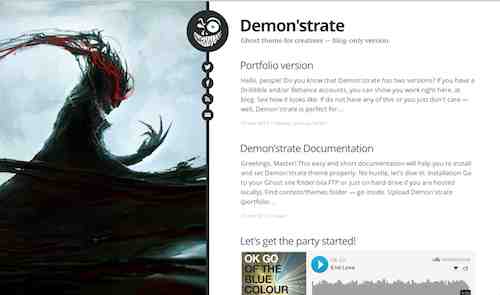 Demon'strate
Ghost theme for creatives — blog-only version
Portfolio version
Hello, people! Do you know that Demon'strate has two versions? If you have a
Dribbble and/or Behance accounts, you can show you work right here, at
blog. See how it looks like. If do not have any of this or you just don't care —
well, Demon'strate is perfect for...
Demon'strate Documentation
Greetings, Master! This easy and short documentation will help you to install
and set Demon'strate theme properly. No hustle, let's dive in. Installation Go
to your Ghost site folder (via FTP or just on hard drive if you are hosted
locally). Find content/themes folder — go inside. Upload Demon'strate
(portfolio...
Let's get the party started!
OK GO
OF THE
BLUE
COLOUR
OK GO
End Love